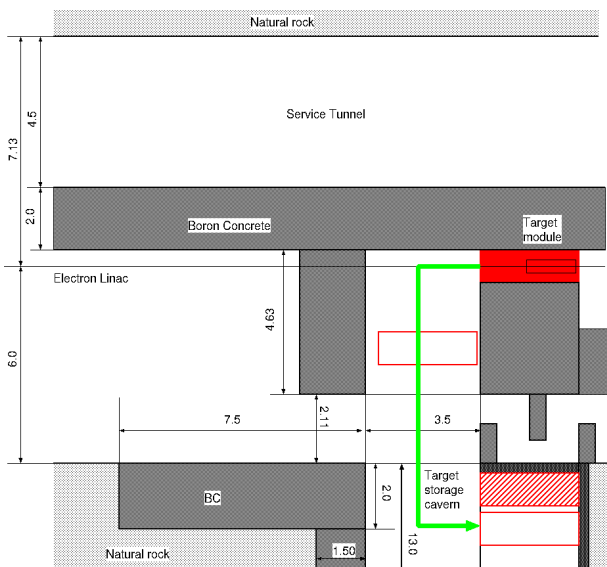 Natural rock
4.5
Service Tunnel
7.13
2.0
Boron Concrete
Target
module
Electron Linac
4.63
6.0
7.5
2.11
3.5
BC
2.0
Target
storage
cavern
13.0
1.50
Natural rock